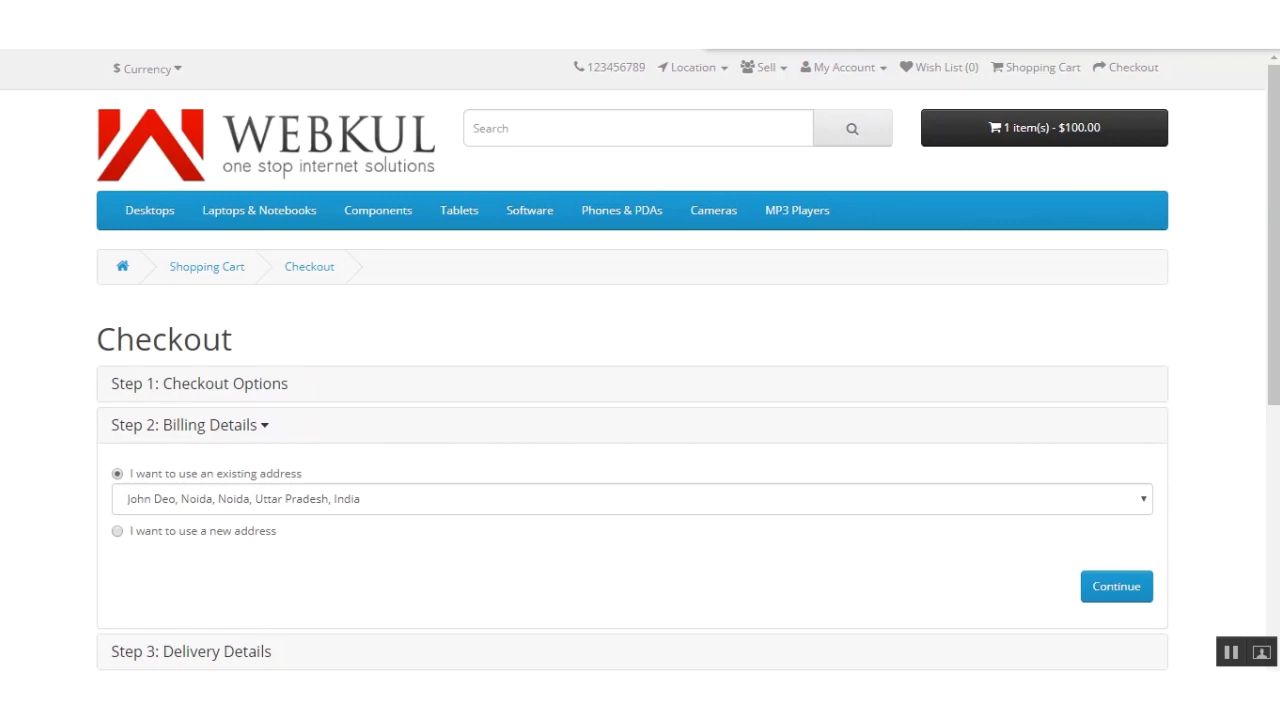 $ Currency
123456789 Location Sell My Account Wish List (0) Shopping Cart Checkout
WEBKUL
one stop internet solutions
Search
1 item(s) - $100.00
Desktops Laptops & Notebooks Components Tablets Software Phones & PDAs Cameras MP3 Players
Shopping Cart Checkout
Checkout
Step 1: Checkout Options
Step 2: Billing Details
I want to use an existing address
John Deo, Noida, Noida, Uttar Pradesh, India
I want to use a new address
Continue
Step 3: Delivery Details